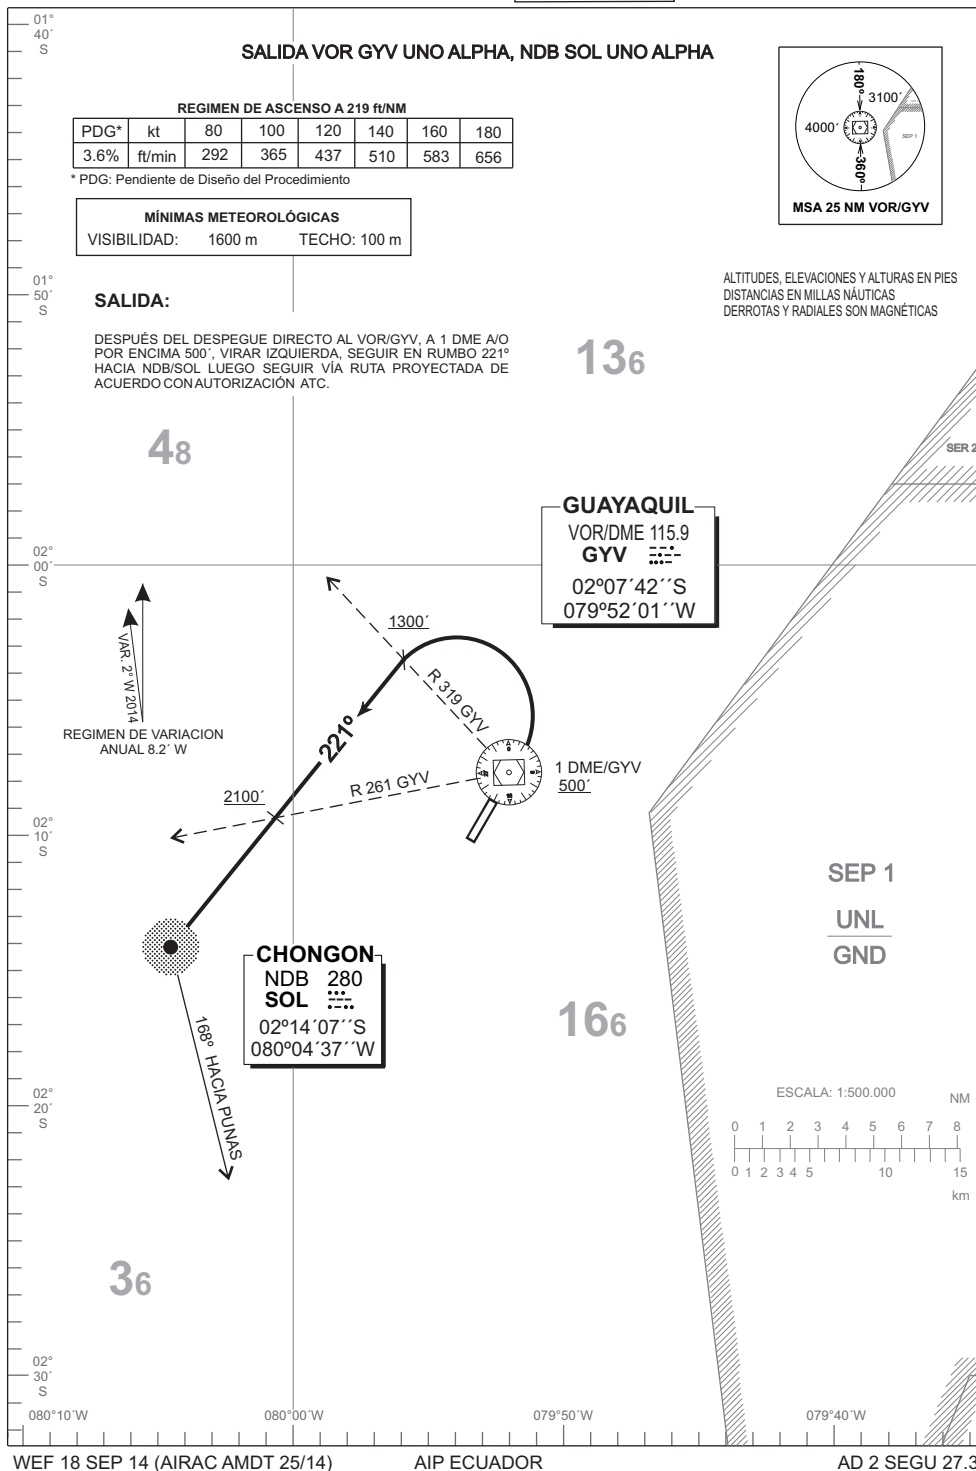 SALIDA VOR GYV UNO ALPHA, NDB SOL UNO ALPHA
REGIMEN DE ASCENSO A 219 ft/NM
PDG* kt 80 100 120 140 160 180
3.6% ft/min 292 365 437 510 583 656
* PDG: Pendiente de Diseño del Procedimiento
MÍNIMAS METEOROLÓGICAS
VISIBILIDAD: 1600 m TECHO: 100 m
180º
3100´
4000´
SEP 1
360º
MSA 25 NM VOR/GYV
SALIDA:
DESPUÉS DEL DESPEGUE DIRECTO AL VOR/GYV, A 1 DME A/O
POR ENCIMA 500´, VIRAR IZQUIERDA, SEGUIR EN RUMBO 221º
HACIA NDB/SOL LUEGO SEGUIR VÍA RUTA PROYECTADA DE
ACUERDO CON AUTORIZACIÓN ATC.
ALTITUDES, ELEVACIONES Y ALTURAS EN PIES
DISTANCIAS EN MILLAS NÁUTICAS
DERROTAS Y RADIALES SON MAGNÉTICAS
136
48
SER 2
GUAYAQUIL
VOR/DME 115.9
GYV
02º07´42´´S
079º52´01´´W
VAR. 2° W 2014
REGIMEN DE VARIACION
ANUAL 8.2´ W
1300´
R 319 GYV
221º
R 261 GYV
2100´
1 DME/GYV
500´
SEP 1
UNL
GND
CHONGON
NDB 280
SOL
02º14´07´´S
080º04´37´´W
168º HACIA PUNAS
166
36
ESCALA: 1:500.000
NM
0 1 2 3 4 5 6 7 8
0 1 2 3 4 5 10 15
km
01°
40´
S
01°
50´
S
02°
00´
S
02°
10´
S
02°
20´
S
02°
30´
S
080°10´W 080°00´W 079°50´W 079°40´W
WEF 18 SEP 14 (AIRAC AMDT 25/14) AIP ECUADOR AD 2 SEGU 27.3